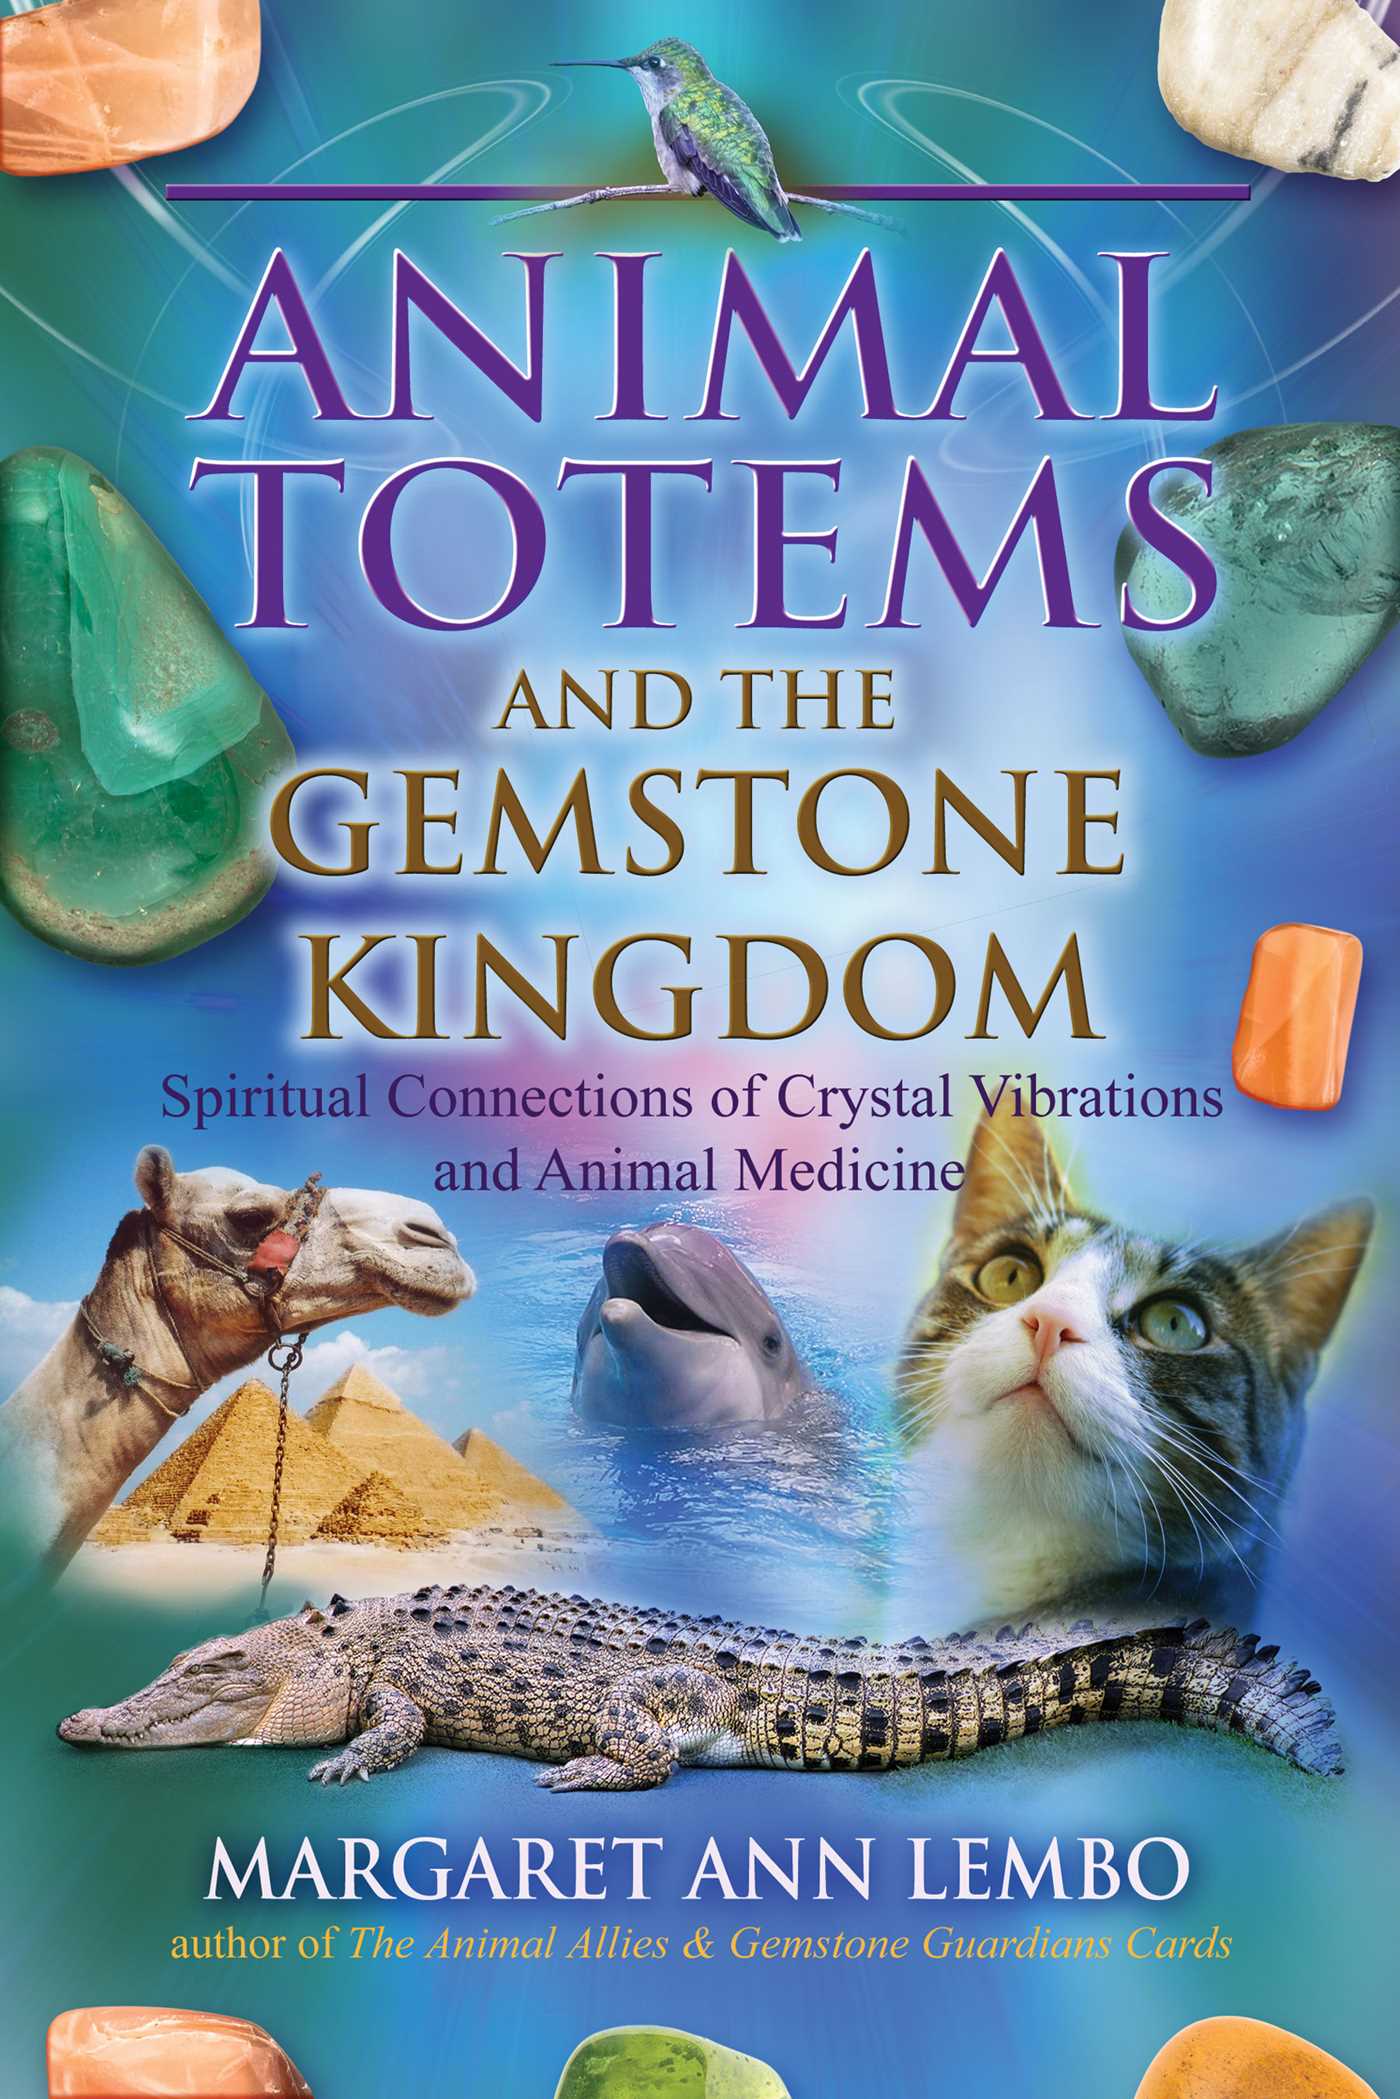 ANIMAL
TOTEMS
AND THE
GEMSTONE
KINGDOM
Spiritual Connections of Crystal Vibrations
and Animal Medicine
MARGARET ANN LEMBO
author of The Animal Allies & Gemstone Guardians Cards